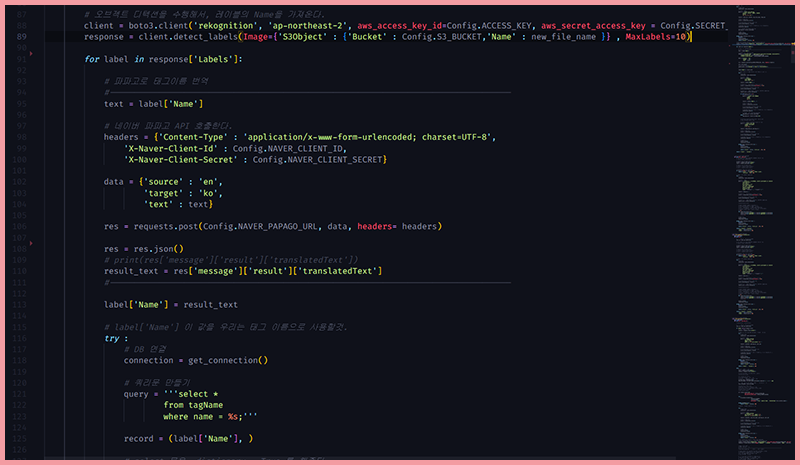 # 오브젝트 디텍션을 수행해서, 레이블의 Name을 가져온다.
88 client = boto3.client('rekognition', 'ap-northeast-2', aws_access_key_id=Config.ACCESS_KEY, aws_secret_access_key = Config.SECRET_
89 response = client.detect_labels(Image={'S3Object' : {'Bucket' : Config.S3_BUCKET,'Name' : new_file_name }} , MaxLabels=10)
90
91 for label in response['Labels']:
92
93 # 파파고로 태그이름 번역
94 #
95 text = label['Name']
96
97 # 네이버 파파고 API 호출한다.
98 headers = {'Content-Type' : 'application/x-www-form-urlencoded; charset=UTF-8',
99 'X-Naver-Client-Id' : Config.NAVER_CLIENT_ID,
100 'X-Naver-Client-Secret' : Config.NAVER_CLIENT_SECRET}
101
102 data = {'source' : 'en',
103 'target' : 'ko',
104 'text' : text}
105
106 res = requests.post(Config.NAVER_PAPAGO_URL, data, headers= headers)
107
108 res = res.json()
109 # print(res['message']['result']['translatedText'])
110 result_text = res['message']['result']['translatedText']
111 #
112
113 label['Name'] = result_text
114
115 # label['Name'] 이 값을 우리는 태그 이름으로 사용할것.
116 try :
117 # DB 연결
118 connection = get_connection()
119
120 # 쿼리문 만들기
121 query = '''select *
122 from tagName
123 where name = %s;'''
124
125 record = (label['Name'], )
126